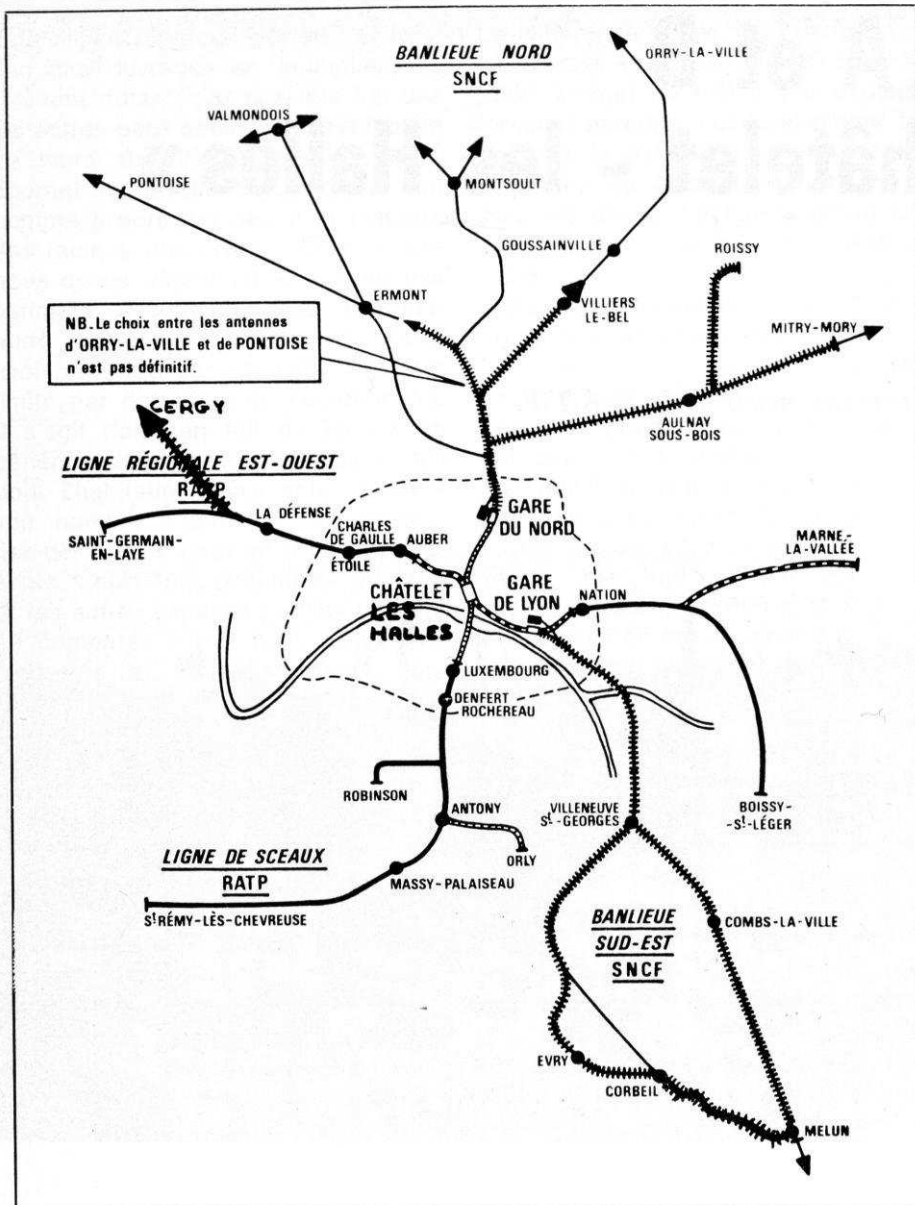 BANLIEUE NORD
SNCF
ORRY-LA-VILLE
VALMONDOIS
PONTOISE
MONTSOULT
GOUSSAINVILLE
ROISSY
ERMONT
VILLIERS
LE-BEL
MITRY-MORY
NB. Le choix entre les antennes
d'ORRY-LA-VILLE et de PONTOISE
n'est pas définitif.
AULNAY
SOUS-BOIS
CERGY
LIGNE RÉGIONALE EST-OUEST
RATP
GARE
DU NORD
SAINT-GERMAIN-
EN-LAYE
LA DÉFENSE
CHARLES
DE GAULLE
ÉTOILE
AUBER
MARNE-
LA-VALLÉE
CHÂTELET
LES
HALLES
GARE
DE LYON
NATION
LUXEMBOURG
DENFERT
ROCHEREAU
ROBINSON
ANTONY
VILLENEUVE
St-GEORGES
BOISSY-
-St-LÉGER
ORLY
LIGNE DE SCEAUX
RATP
MASSY-PALAISEAU
St RÉMY-LÈS-CHEVREUSE
BANLIEUE
SUD-EST
SNCF
COMBS-LA-VILLE
EVRY
CORBEIL
MELUN